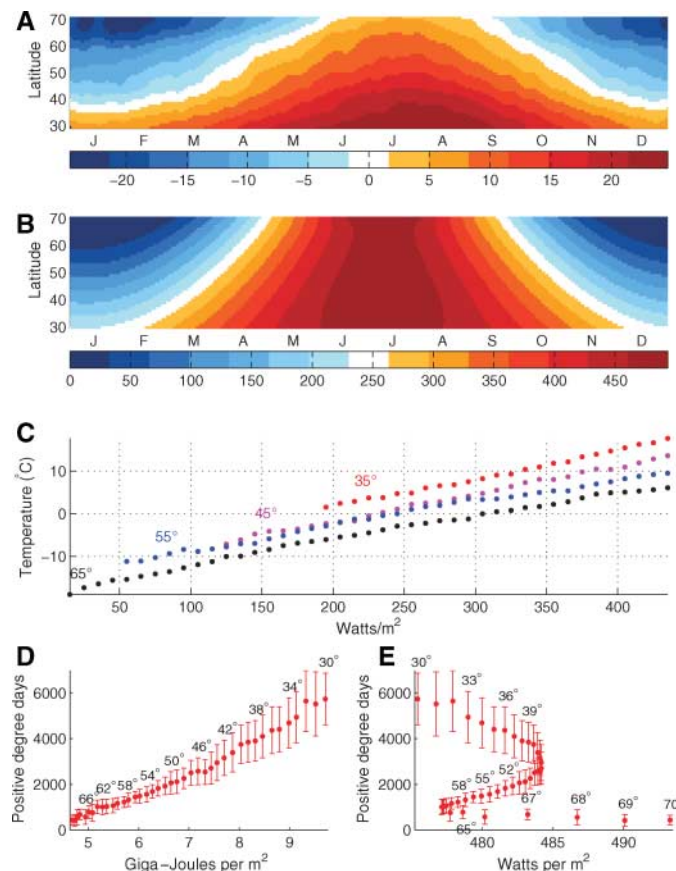 A
Latitude
70
60
50
40
30
J F M A M J J A S O N D
−20 −15 −10 −5 0 5 10 15 20
B
Latitude
70
60
50
40
30
J F M A M J J A S O N D
0 50 100 150 200 250 300 350 400 450
C
Temperature (°C)
10
0
−10
35°
45°
55°
65°
50 100 150 200 250 300 350 400
Watts/m²
D
Positive degree days
6000
4000
2000
0
66° 62° 58° 54° 50° 46° 42° 38° 34° 30°
5 6 7 8 9
Giga−Joules per m²
E
Positive degree days
6000
4000
2000
0
30° 33° 36° 39°
58° 55° 52°
65° 67° 68° 69° 70
480 485 490
Watts per m²